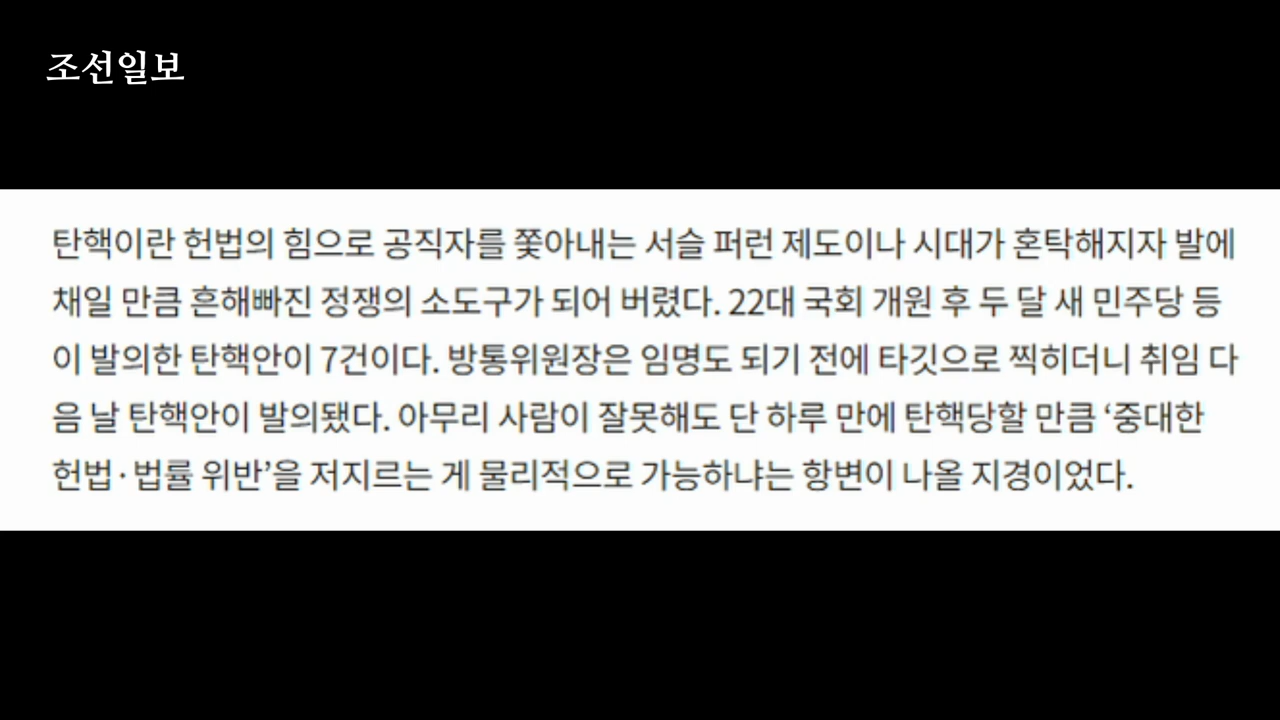 조선일보
탄핵이란 헌법의 힘으로 공직자를 쫓아내는 서슬 퍼런 제도이나 시대가 혼탁해지자 발에
채일 만큼 흔해빠진 정쟁의 소도구가 되어 버렸다. 22대 국회 개원 후 두 달 새 민주당 등
이 발의한 탄핵안이 7건이다. 방통위원장은 임명도 되기 전에 타깃으로 찍히더니 취임 다
음 날 탄핵안이 발의됐다. 아무리 사람이 잘못해도 단 하루 만에 탄핵당할 만큼 ‘중대한
헌법·법률 위반’을 저지르는 게 물리적으로 가능하냐는 항변이 나올 지경이었다.